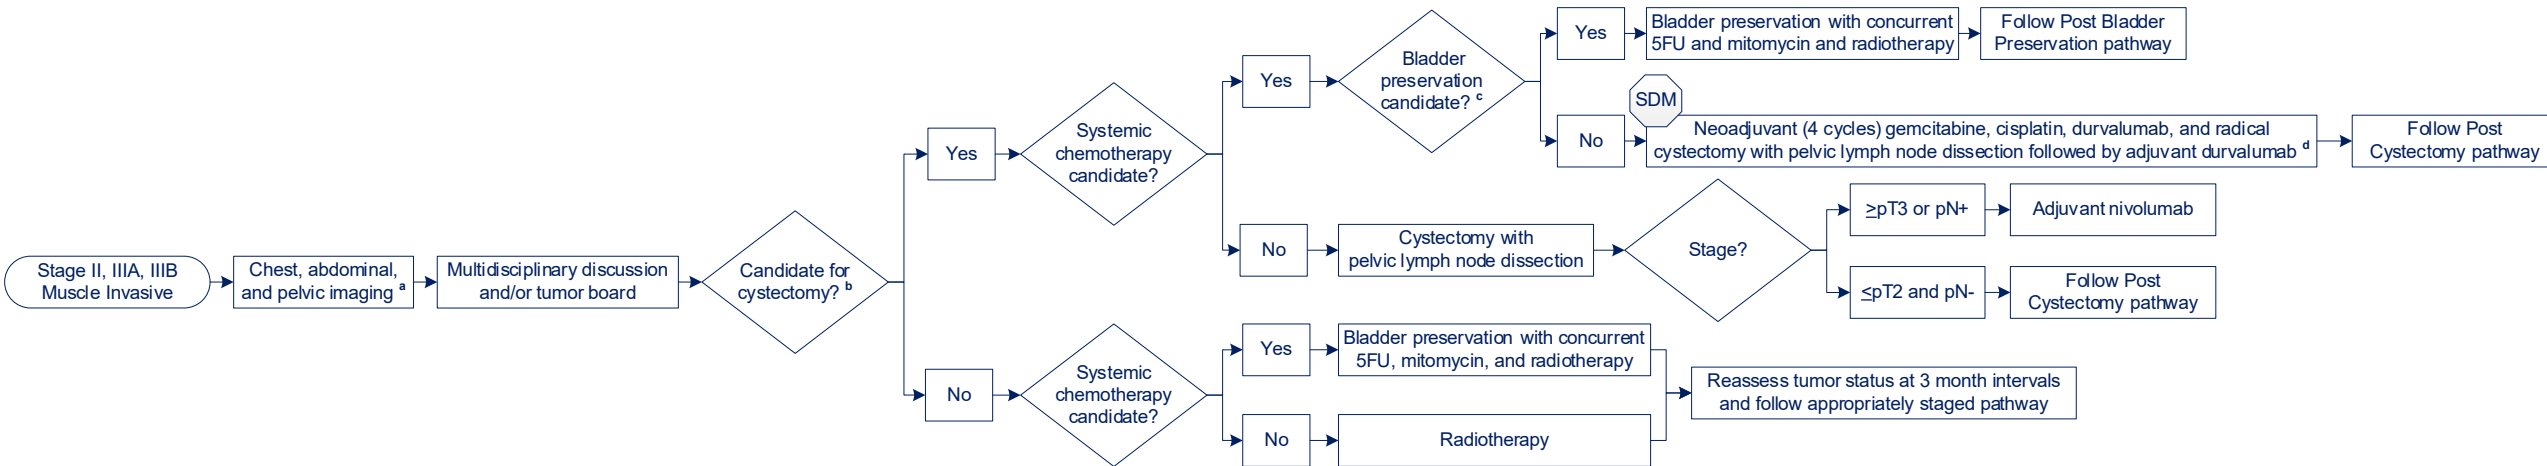 Stage II, IIIA, IIIB
Muscle Invasive
Chest, abdominal,
and pelvic imaging a
Multidisciplinary discussion
and/or tumor board
Candidate for
cystectomy? b
Yes
Systemic
chemotherapy
candidate?
Yes
Bladder
preservation
candidate? c
Yes
Bladder preservation with concurrent
5FU and mitomycin and radiotherapy
Follow Post Bladder
Preservation pathway
No
SDM
Neoadjuvant (4 cycles) gemcitabine, cisplatin, durvalumab, and radical
cystectomy with pelvic lymph node dissection followed by adjuvant durvalumab d
Follow Post
Cystectomy pathway
No
Cystectomy with
pelvic lymph node dissection
Stage?
≥pT3 or pN+
Adjuvant nivolumab
≤pT2 and pN-
Follow Post
Cystectomy pathway
No
Systemic
chemotherapy
candidate?
Yes
Bladder preservation with concurrent
5FU, mitomycin, and radiotherapy
No
Radiotherapy
Reassess tumor status at 3 month intervals
and follow appropriately staged pathway